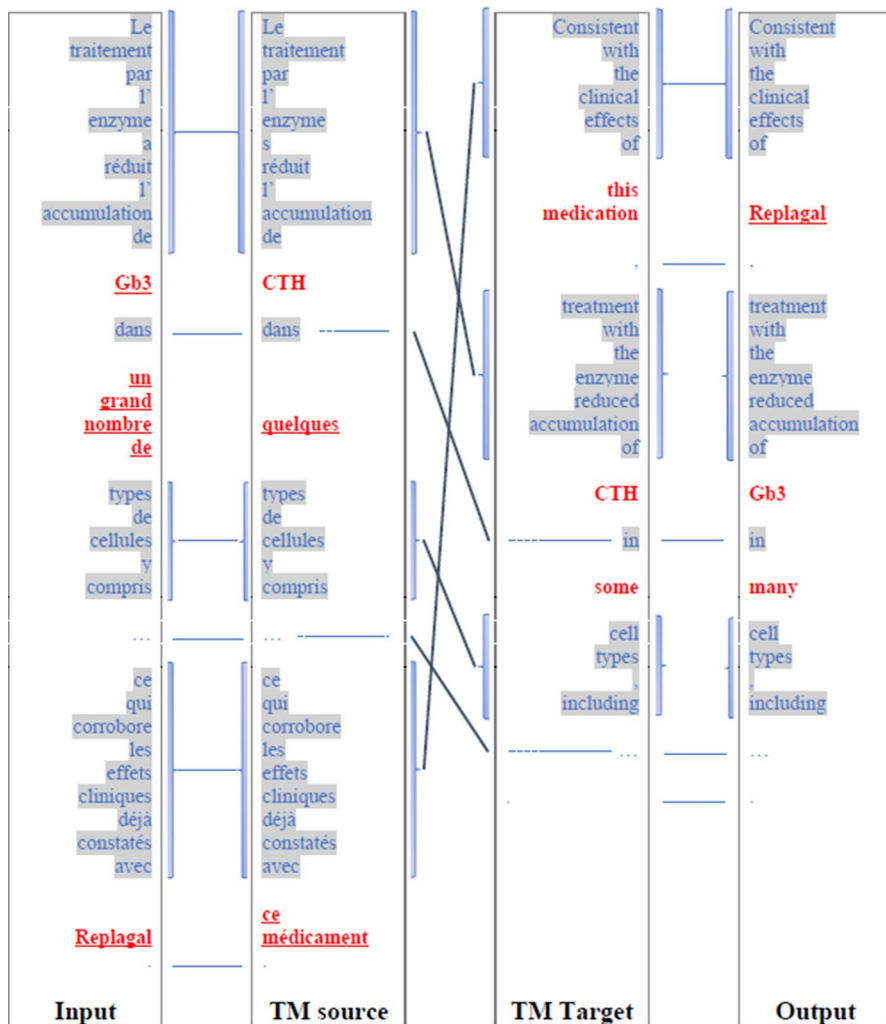 Le
traitement
par
l'
enzyme
a
réduit
l'
accumulation
de
Gb3
dans
un
grand
nombre
de
types
de
cellules
y
compris
…
ce
qui
corrobore
les
effets
cliniques
déjà
constatés
avec
Replagal
.
Input
Le
traitement
par
l'
enzyme
s
réduit
l'
accumulation
de
CTH
dans
quelques
types
de
cellules
y
compris
…
ce
qui
corrobore
les
effets
cliniques
déjà
constatés
avec
ce
médicament
.
TM source
Consistent
with
the
clinical
effects
of
this
medication
,
treatment
with
the
enzyme
reduced
accumulation
of
CTH
in
some
cell
types
,
including
…
.
TM Target
Consistent
with
the
clinical
effects
of
Replagal
,
treatment
with
the
enzyme
reduced
accumulation
of
Gb3
in
many
cell
types
,
including
…
.
Output